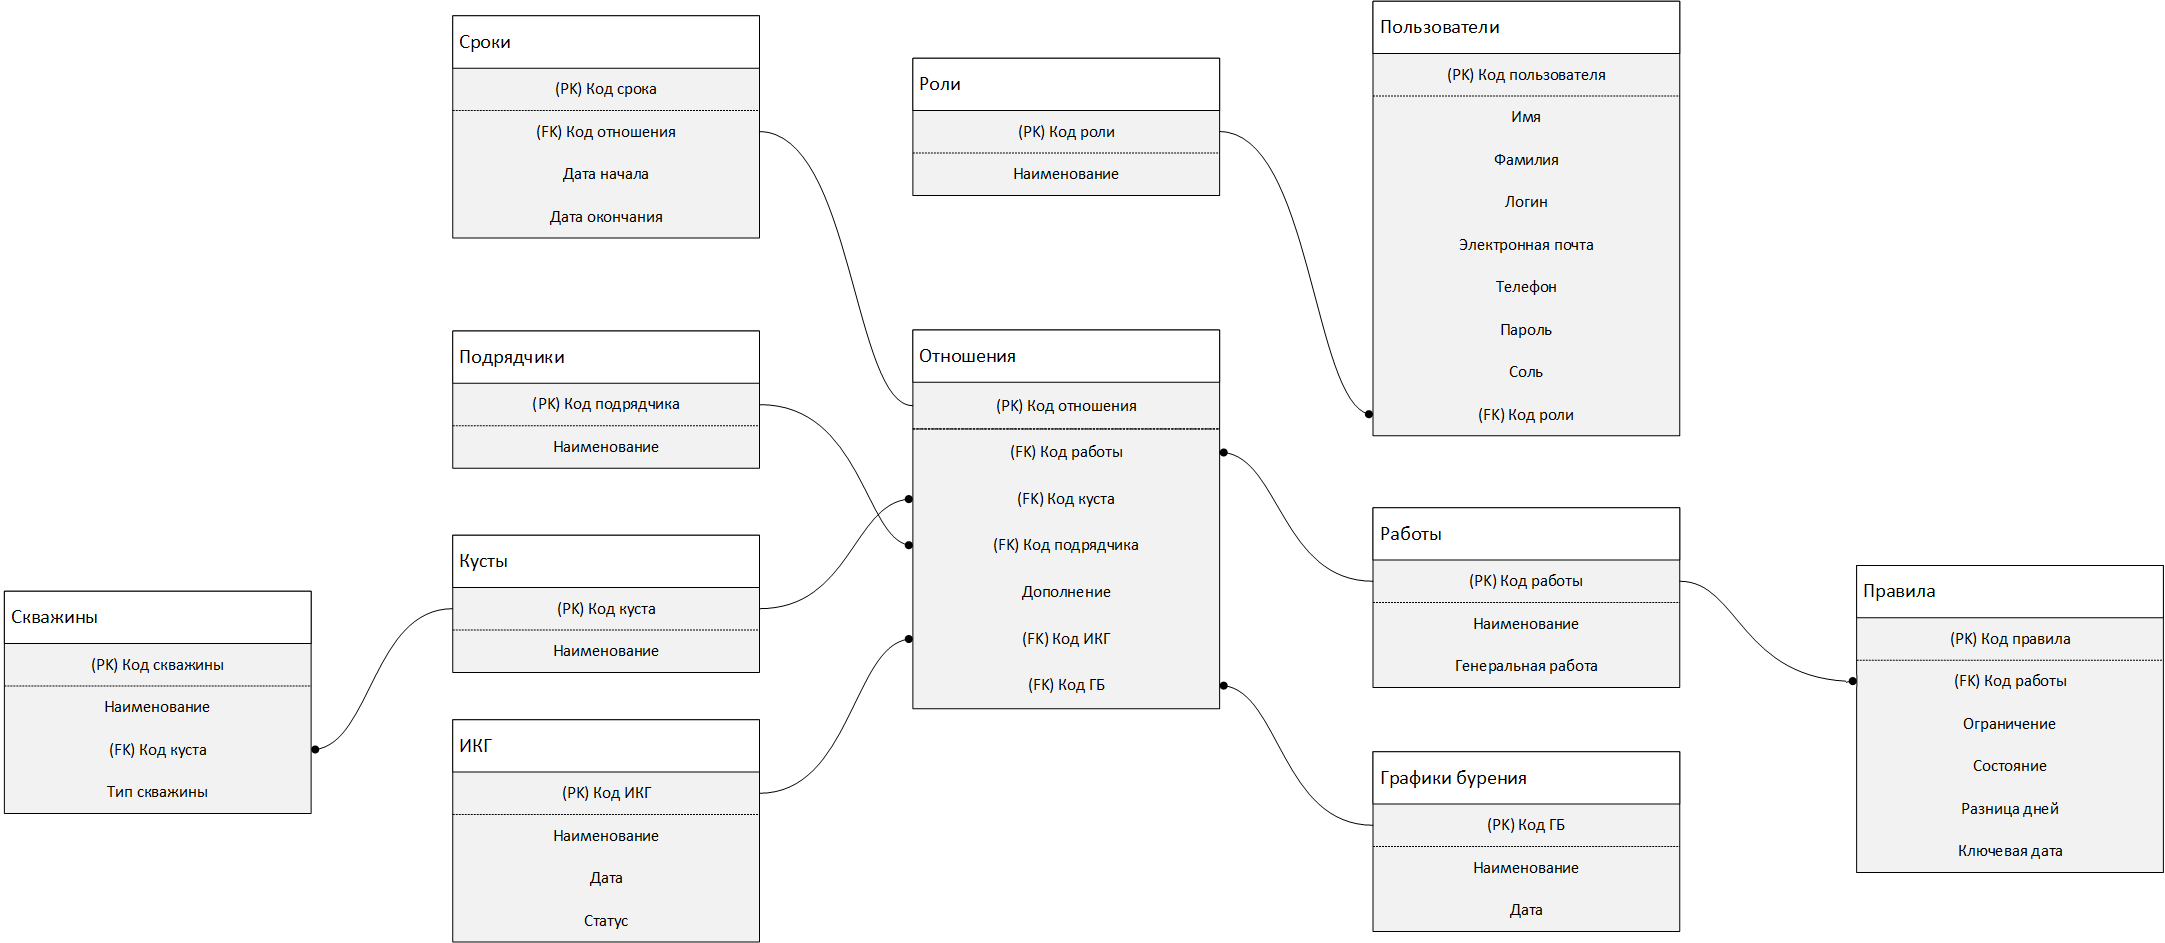 Сроки
(PK) Код срока
(FK) Код отношения
Дата начала
Дата окончания
Роли
(PK) Код роли
Наименование
Пользователи
(PK) Код пользователя
Имя
Фамилия
Логин
Электронная почта
Телефон
Пароль
Соль
(FK) Код роли
Подрядчики
(PK) Код подрядчика
Наименование
Отношения
(PK) Код отношения
(FK) Код работы
(FK) Код куста
(FK) Код подрядчика
Дополнение
(FK) Код ИКГ
(FK) Код ГБ
Скважины
(PK) Код скважины
Наименование
(FK) Код куста
Тип скважины
Кусты
(PK) Код куста
Наименование
Работы
(PK) Код работы
Наименование
Генеральная работа
Правила
(PK) Код правила
(FK) Код работы
Ограничение
Состояние
Разница дней
Ключевая дата
ИКГ
(PK) Код ИКГ
Наименование
Дата
Статус
Графики бурения
(PK) Код ГБ
Наименование
Дата